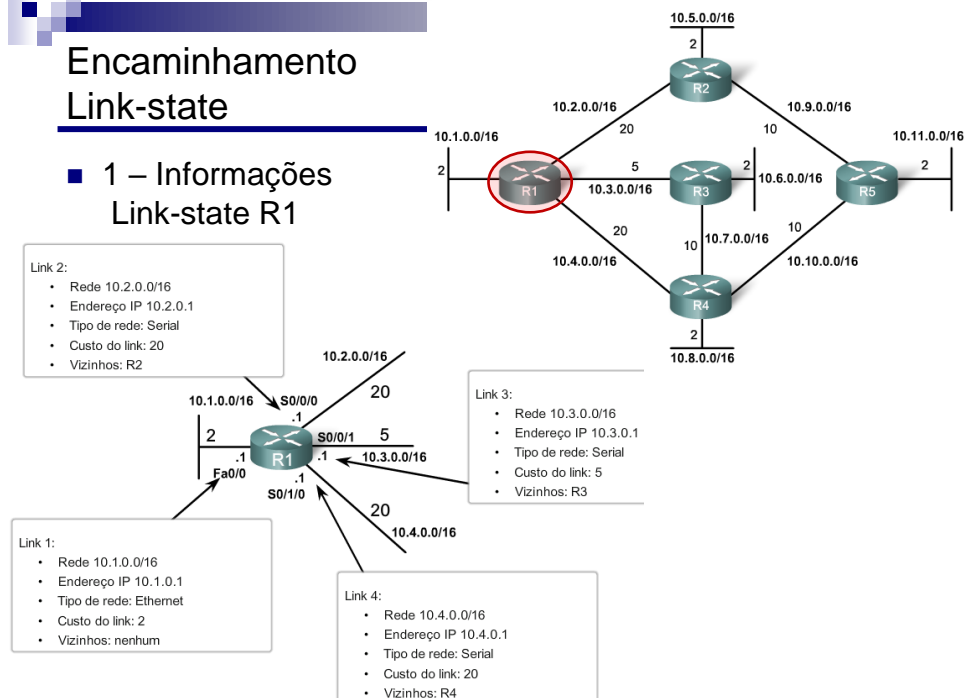 Encaminhamento
Link-state
1 – Informações
Link-state R1
10.5.0.0/16
2
R2
10.2.0.0/16
10.9.0.0/16
20
10
10.1.0.0/16
10.11.0.0/16
2
R1
5
10.3.0.0/16
R3
2
10.6.0.0/16
R5
2
20
10
10.7.0.0/16
10
10.4.0.0/16
10.10.0.0/16
R4
2
10.8.0.0/16
Link 2:
• Rede 10.2.0.0/16
• Endereço IP 10.2.0.1
• Tipo de rede: Serial
• Custo do link: 20
• Vizinhos: R2
10.2.0.0/16
20
10.1.0.0/16
S0/0/0
.1
2
S0/0/1
5
.1
R1
.1
10.3.0.0/16
Fa0/0
.1
S0/1/0
20
10.4.0.0/16
Link 3:
• Rede 10.3.0.0/16
• Endereço IP 10.3.0.1
• Tipo de rede: Serial
• Custo do link: 5
• Vizinhos: R3
Link 1:
• Rede 10.1.0.0/16
• Endereço IP 10.1.0.1
• Tipo de rede: Ethernet
• Custo do link: 2
• Vizinhos: nenhum
Link 4:
• Rede 10.4.0.0/16
• Endereço IP 10.4.0.1
• Tipo de rede: Serial
• Custo do link: 20
• Vizinhos: R4